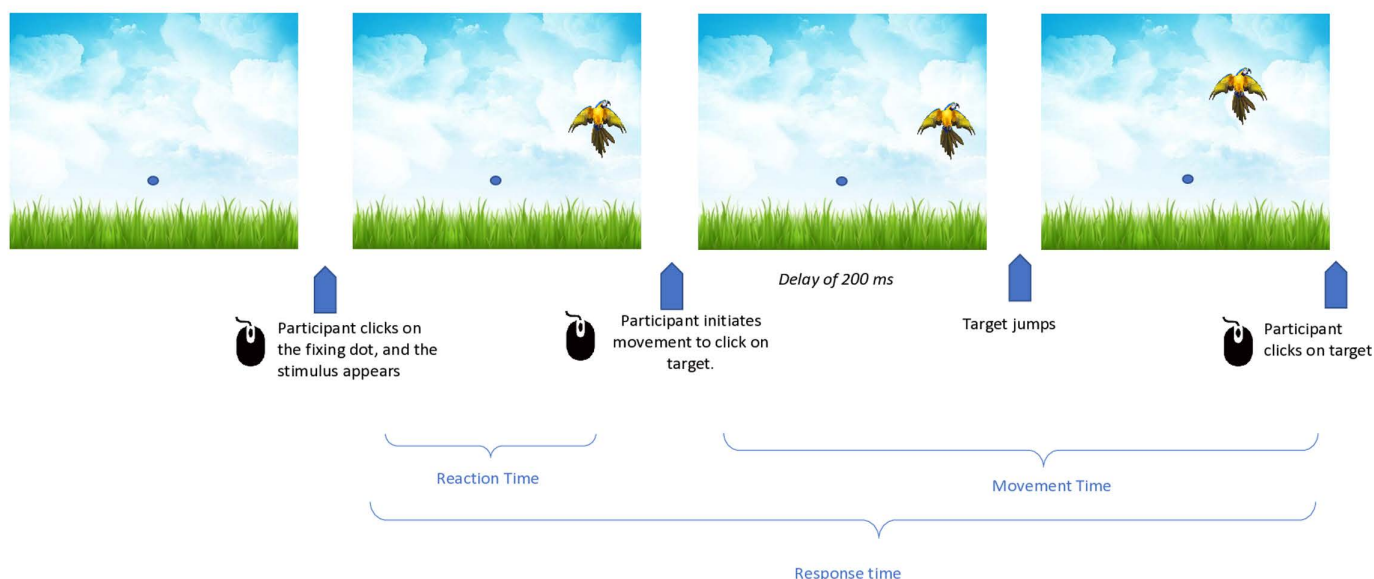 Delay of 200 ms
Participant clicks on
the fixing dot, and the
stimulus appears
Participant initiates
movement to click on
target.
Target jumps
Participant
clicks on target
Reaction Time
Movement Time
Response time